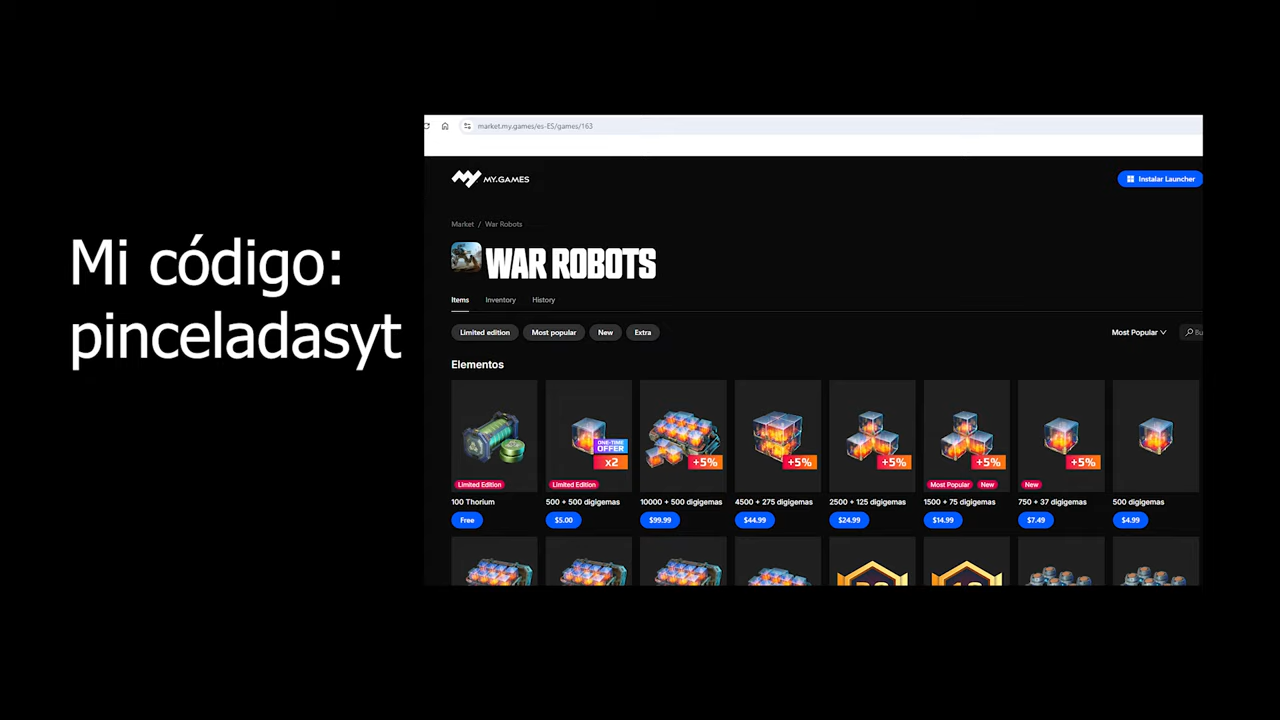 Mi código:
pinceladasyt
market.my.games/es-ES/games/163
MY.GAMES
Instalar Launcher
Market / War Robots
WAR ROBOTS
Items Inventory History
Limited edition Most popular New Extra
Most Popular
Bu
Elementos
ONE-TIME
OFFER
x2 +5% +5% +5% +5% +5%
Limited Edition Limited Edition Most Popular New New
100 Thorium 500 + 500 digigemas 10000 + 500 digigemas 4500 + 275 digigemas 2500 + 125 digigemas 1500 + 75 digigemas 750 + 37 digigemas 500 digigemas
Free $5.00 $99.99 $44.99 $24.99 $14.99 $7.49 $4.99